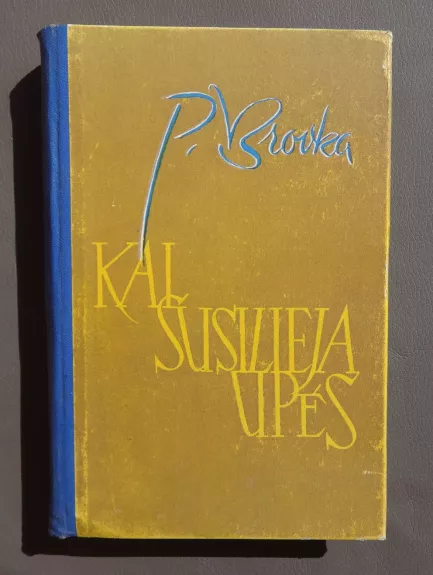 P. Brovka
KAI
SUSILIEJA
UPĖS